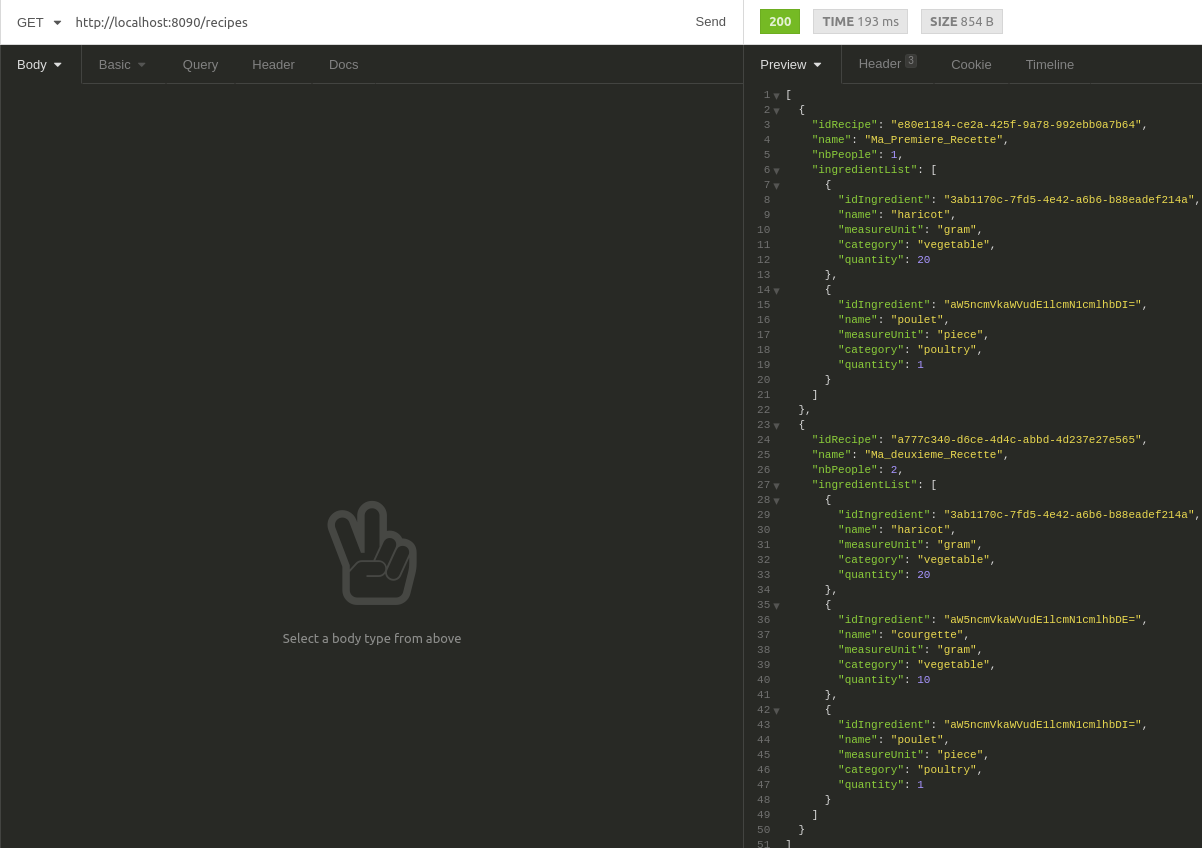 GET http://localhost:8090/recipes Send 200 TIME 193 ms SIZE 854 B
Body Basic Query Header Docs
Select a body type from above
Preview Header 3 Cookie Timeline
1 [
2 {
3 "idRecipe": "e80e1184-ce2a-425f-9a78-992ebb0a7b64",
4 "name": "Ma_Premiere_Recette",
5 "nbPeople": 1,
6 "ingredientList": [
7 {
8 "idIngredient": "3ab1170c-7fd5-4e42-a6b6-b88eadef214a",
9 "name": "haricot",
10 "measureUnit": "gram",
11 "category": "vegetable",
12 "quantity": 20
13 },
14 {
15 "idIngredient": "aW5ncmVkaWVudE1lcmN1cmlhbDI=",
16 "name": "poulet",
17 "measureUnit": "piece",
18 "category": "poultry",
19 "quantity": 1
20 }
21 ]
22 },
23 {
24 "idRecipe": "a777c340-d6ce-4d4c-abbd-4d237e27e565",
25 "name": "Ma_deuxieme_Recette",
26 "nbPeople": 2,
27 "ingredientList": [
28 {
29 "idIngredient": "3ab1170c-7fd5-4e42-a6b6-b88eadef214a",
30 "name": "haricot",
31 "measureUnit": "gram",
32 "category": "vegetable",
33 "quantity": 20
34 },
35 {
36 "idIngredient": "aW5ncmVkaWVudE1lcmN1cmlhbDE=",
37 "name": "courgette",
38 "measureUnit": "gram",
39 "category": "vegetable",
40 "quantity": 10
41 },
42 {
43 "idIngredient": "aW5ncmVkaWVudE1lcmN1cmlhbDI=",
44 "name": "poulet",
45 "measureUnit": "piece",
46 "category": "poultry",
47 "quantity": 1
48 }
49 ]
50 }
51 ]